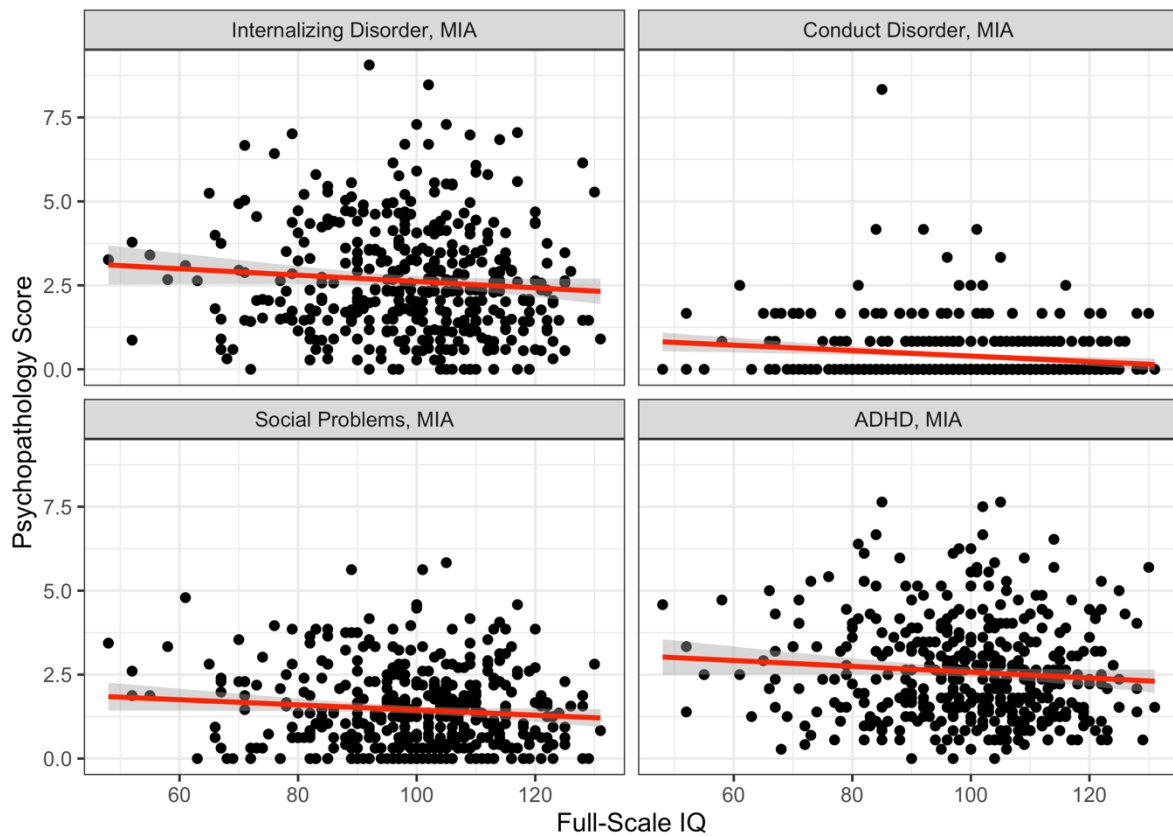 Internalizing Disorder, MIA
Conduct Disorder, MIA
7.5
5.0
2.5
0.0
Social Problems, MIA
ADHD, MIA
7.5
5.0
2.5
0.0
Psychopathology Score
60 80 100 120
60 80 100 120
Full-Scale IQ